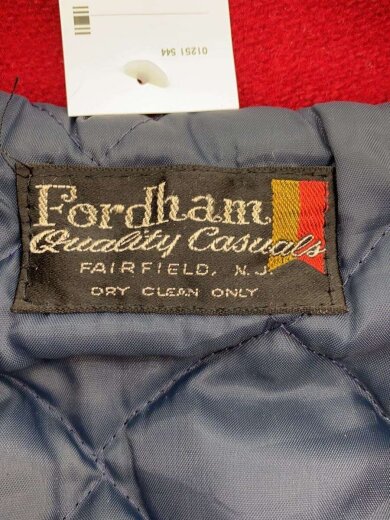 01251 544
Fordham
Quality Casuals
FAIRFIELD, N.J.
DRY CLEAN ONLY